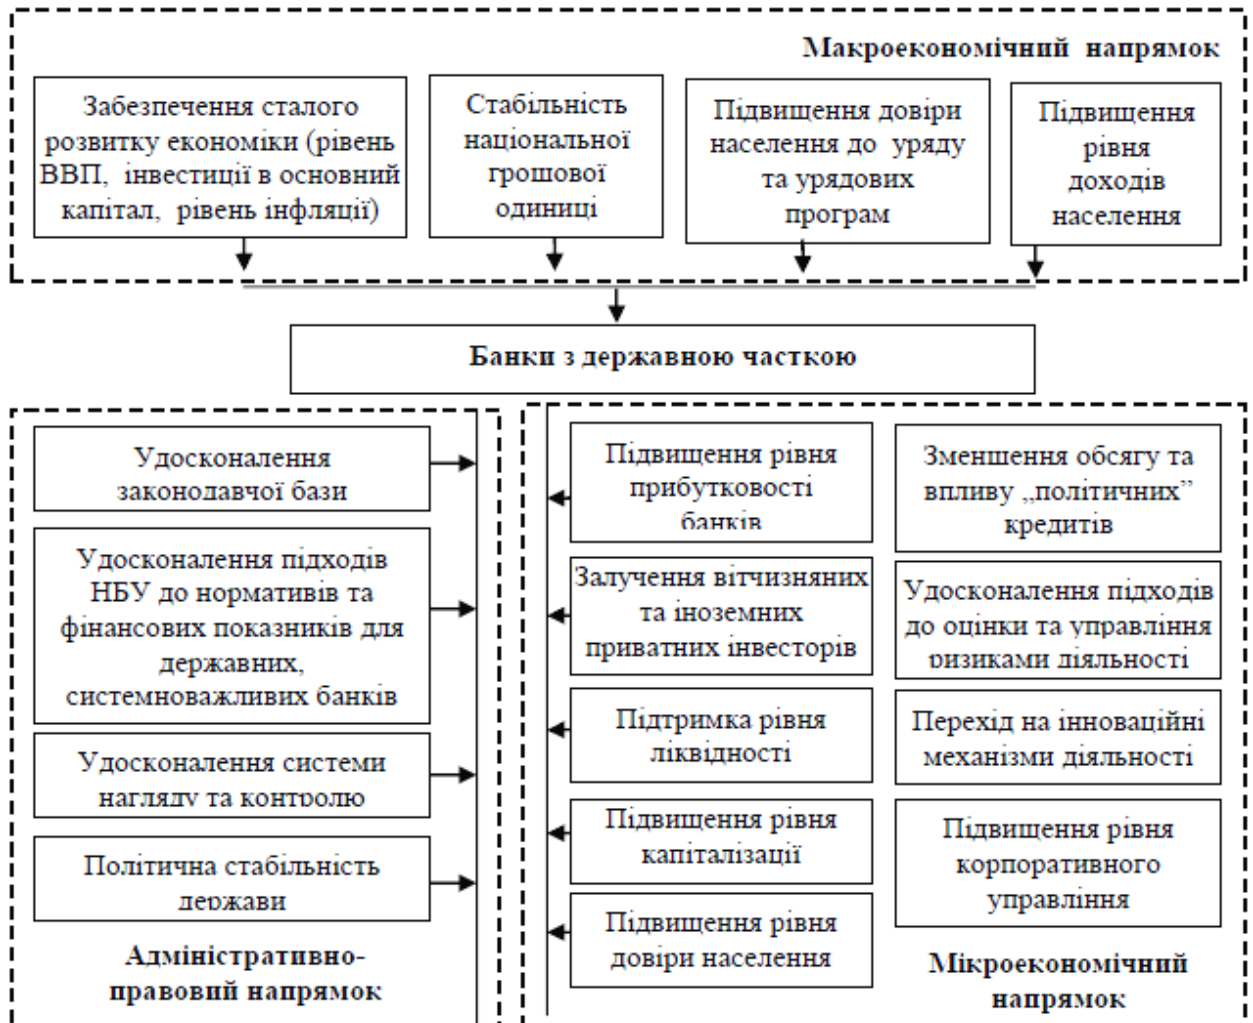 Макроекономічний напрямок
Забезпечення сталого
розвитку економіки (рівень
ВВП, інвестиції в основний
капітал, рівень інфляції)
Стабільність
національної
грошової
одиниці
Підвищення довіри
населення до уряду
та урядових
програм
Підвищення
рівня
доходів
населення
Банки з державною часткою
Удосконалення
законодавчої бази
Удосконалення підходів
НБУ до нормативів та
фінансових показників для
державних,
системноважливих банків
Удосконалення системи
нагляду та контролю
Політична стабільність
держави
Адміністративно-
правовий напрямок
Підвищення рівня
прибутковості
банків
Залучення вітчизняних
та іноземних
приватних інвесторів
Підтримка рівня
ліквідності
Підвищення рівня
капіталізації
Підвищення рівня
довіри населення
Зменшення обсягу та
впливу „політичних”
кредитів
Удосконалення підходів
до оцінки та управління
ризиками діяльності
Перехід на інноваційні
механізми діяльності
Підвищення рівня
корпоративного
управління
Мікроекономічний
напрямок